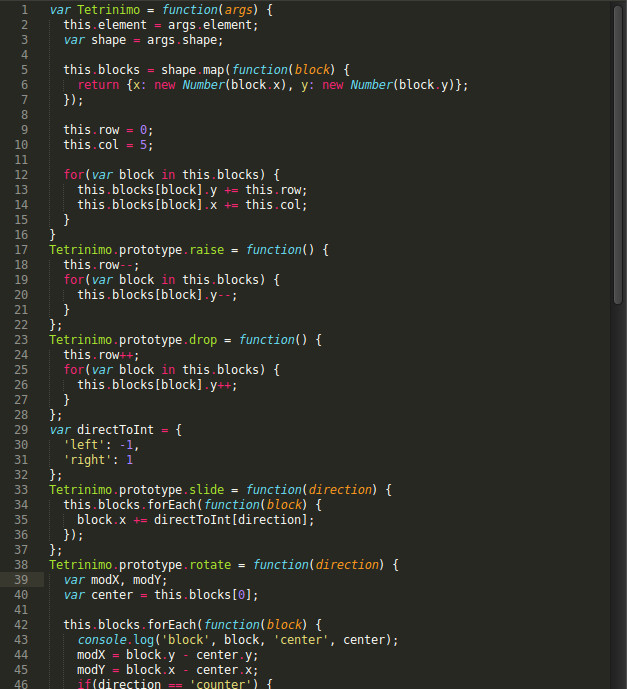 1 var Tetrinimo = function(args) {
2   this.element = args.element;
3   var shape = args.shape;
4
5   this.blocks = shape.map(function(block) {
6     return {x: new Number(block.x), y: new Number(block.y)};
7   });
8
9   this.row = 0;
10   this.col = 5;
11
12   for(var block in this.blocks) {
13     this.blocks[block].y += this.row;
14     this.blocks[block].x += this.col;
15   }
16 }
17 Tetrinimo.prototype.raise = function() {
18   this.row--;
19   for(var block in this.blocks) {
20     this.blocks[block].y--;
21   }
22 };
23 Tetrinimo.prototype.drop = function() {
24   this.row++;
25   for(var block in this.blocks) {
26     this.blocks[block].y++;
27   }
28 };
29 var directToInt = {
30   'left': -1,
31   'right': 1
32 };
33 Tetrinimo.prototype.slide = function(direction) {
34   this.blocks.forEach(function(block) {
35     block.x += directToInt[direction];
36   });
37 };
38 Tetrinimo.prototype.rotate = function(direction) {
39   var modX, modY;
40   var center = this.blocks[0];
41
42   this.blocks.forEach(function(block) {
43     console.log('block', block, 'center', center);
44     modX = block.y - center.y;
45     modY = block.x - center.x;
46     if(direction == 'counter') {